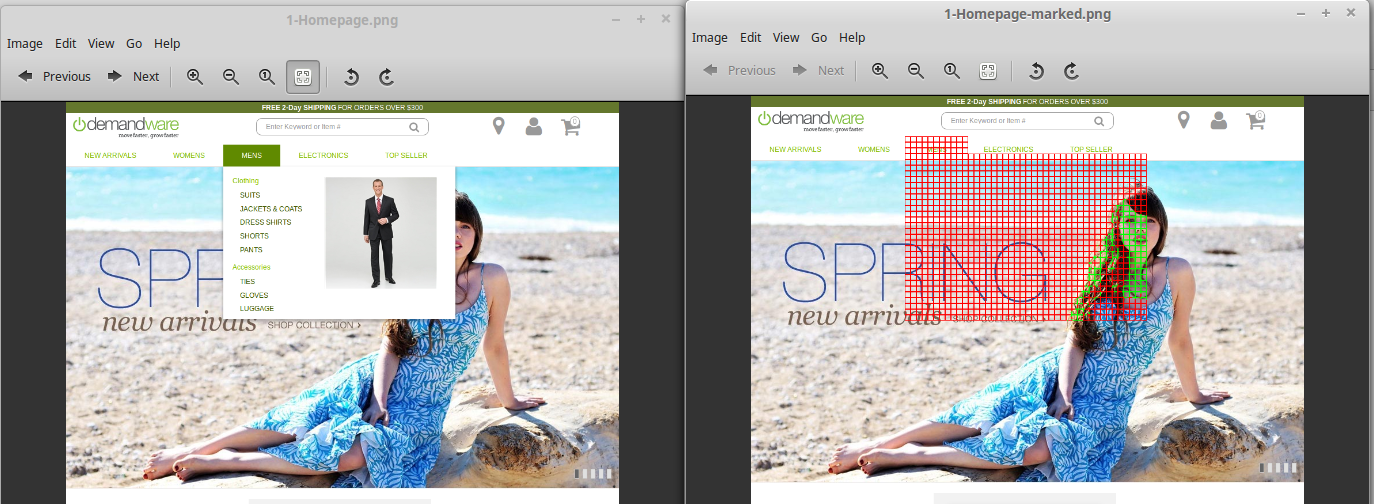 1-Homepage.png
Image Edit View Go Help
Previous Next
FREE 2-Day SHIPPING FOR ORDERS OVER $300
demandware
move faster, grow faster
Enter Keyword or Item #
0
NEW ARRIVALS WOMENS MENS ELECTRONICS TOP SELLER
Clothing
SUITS
JACKETS & COATS
DRESS SHIRTS
SHORTS
PANTS
Accessories
TIES
GLOVES
LUGGAGE
SPR
new arrivals SHOP COLLECTION ›
1-Homepage-marked.png
Image Edit View Go Help
Previous Next
FREE 2-Day SHIPPING FOR ORDERS OVER $300
demandware
move faster, grow faster
Enter Keyword or Item #
0
NEW ARRIVALS WOMENS MENS ELECTRONICS TOP SELLER
SPRING
new arrivals SHOP COLLECTION